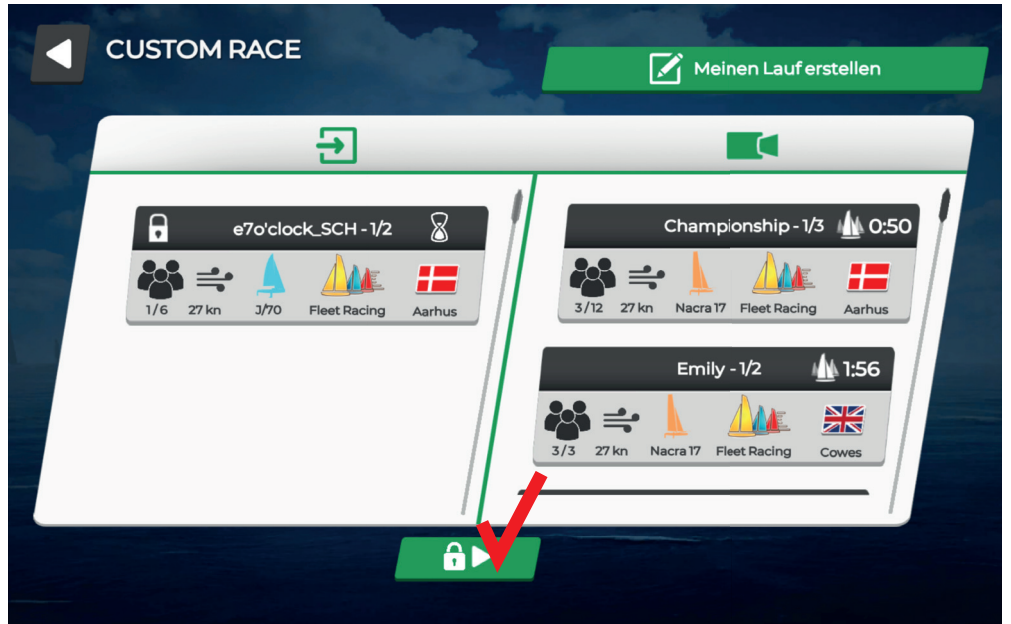 CUSTOM RACE
Meinen Lauf erstellen
e7o'clock_SCH - 1/2
1/6 27 kn J/70 Fleet Racing Aarhus
Championship - 1/3 0:50
3/12 27 kn Nacra 17 Fleet Racing Aarhus
Emily - 1/2 1:56
3/3 27 kn Nacra 17 Fleet Racing Cowes